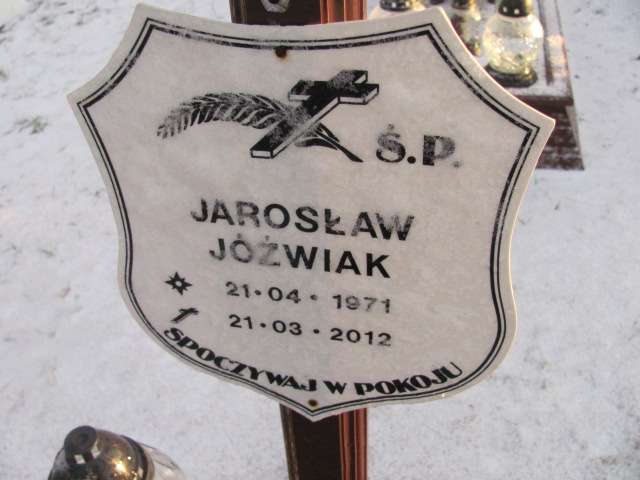 Ś.P.
JAROSŁAW
JÓŹWIAK
21·04·1971
21·03·2012
SPOCZYWAJ W POKOJU